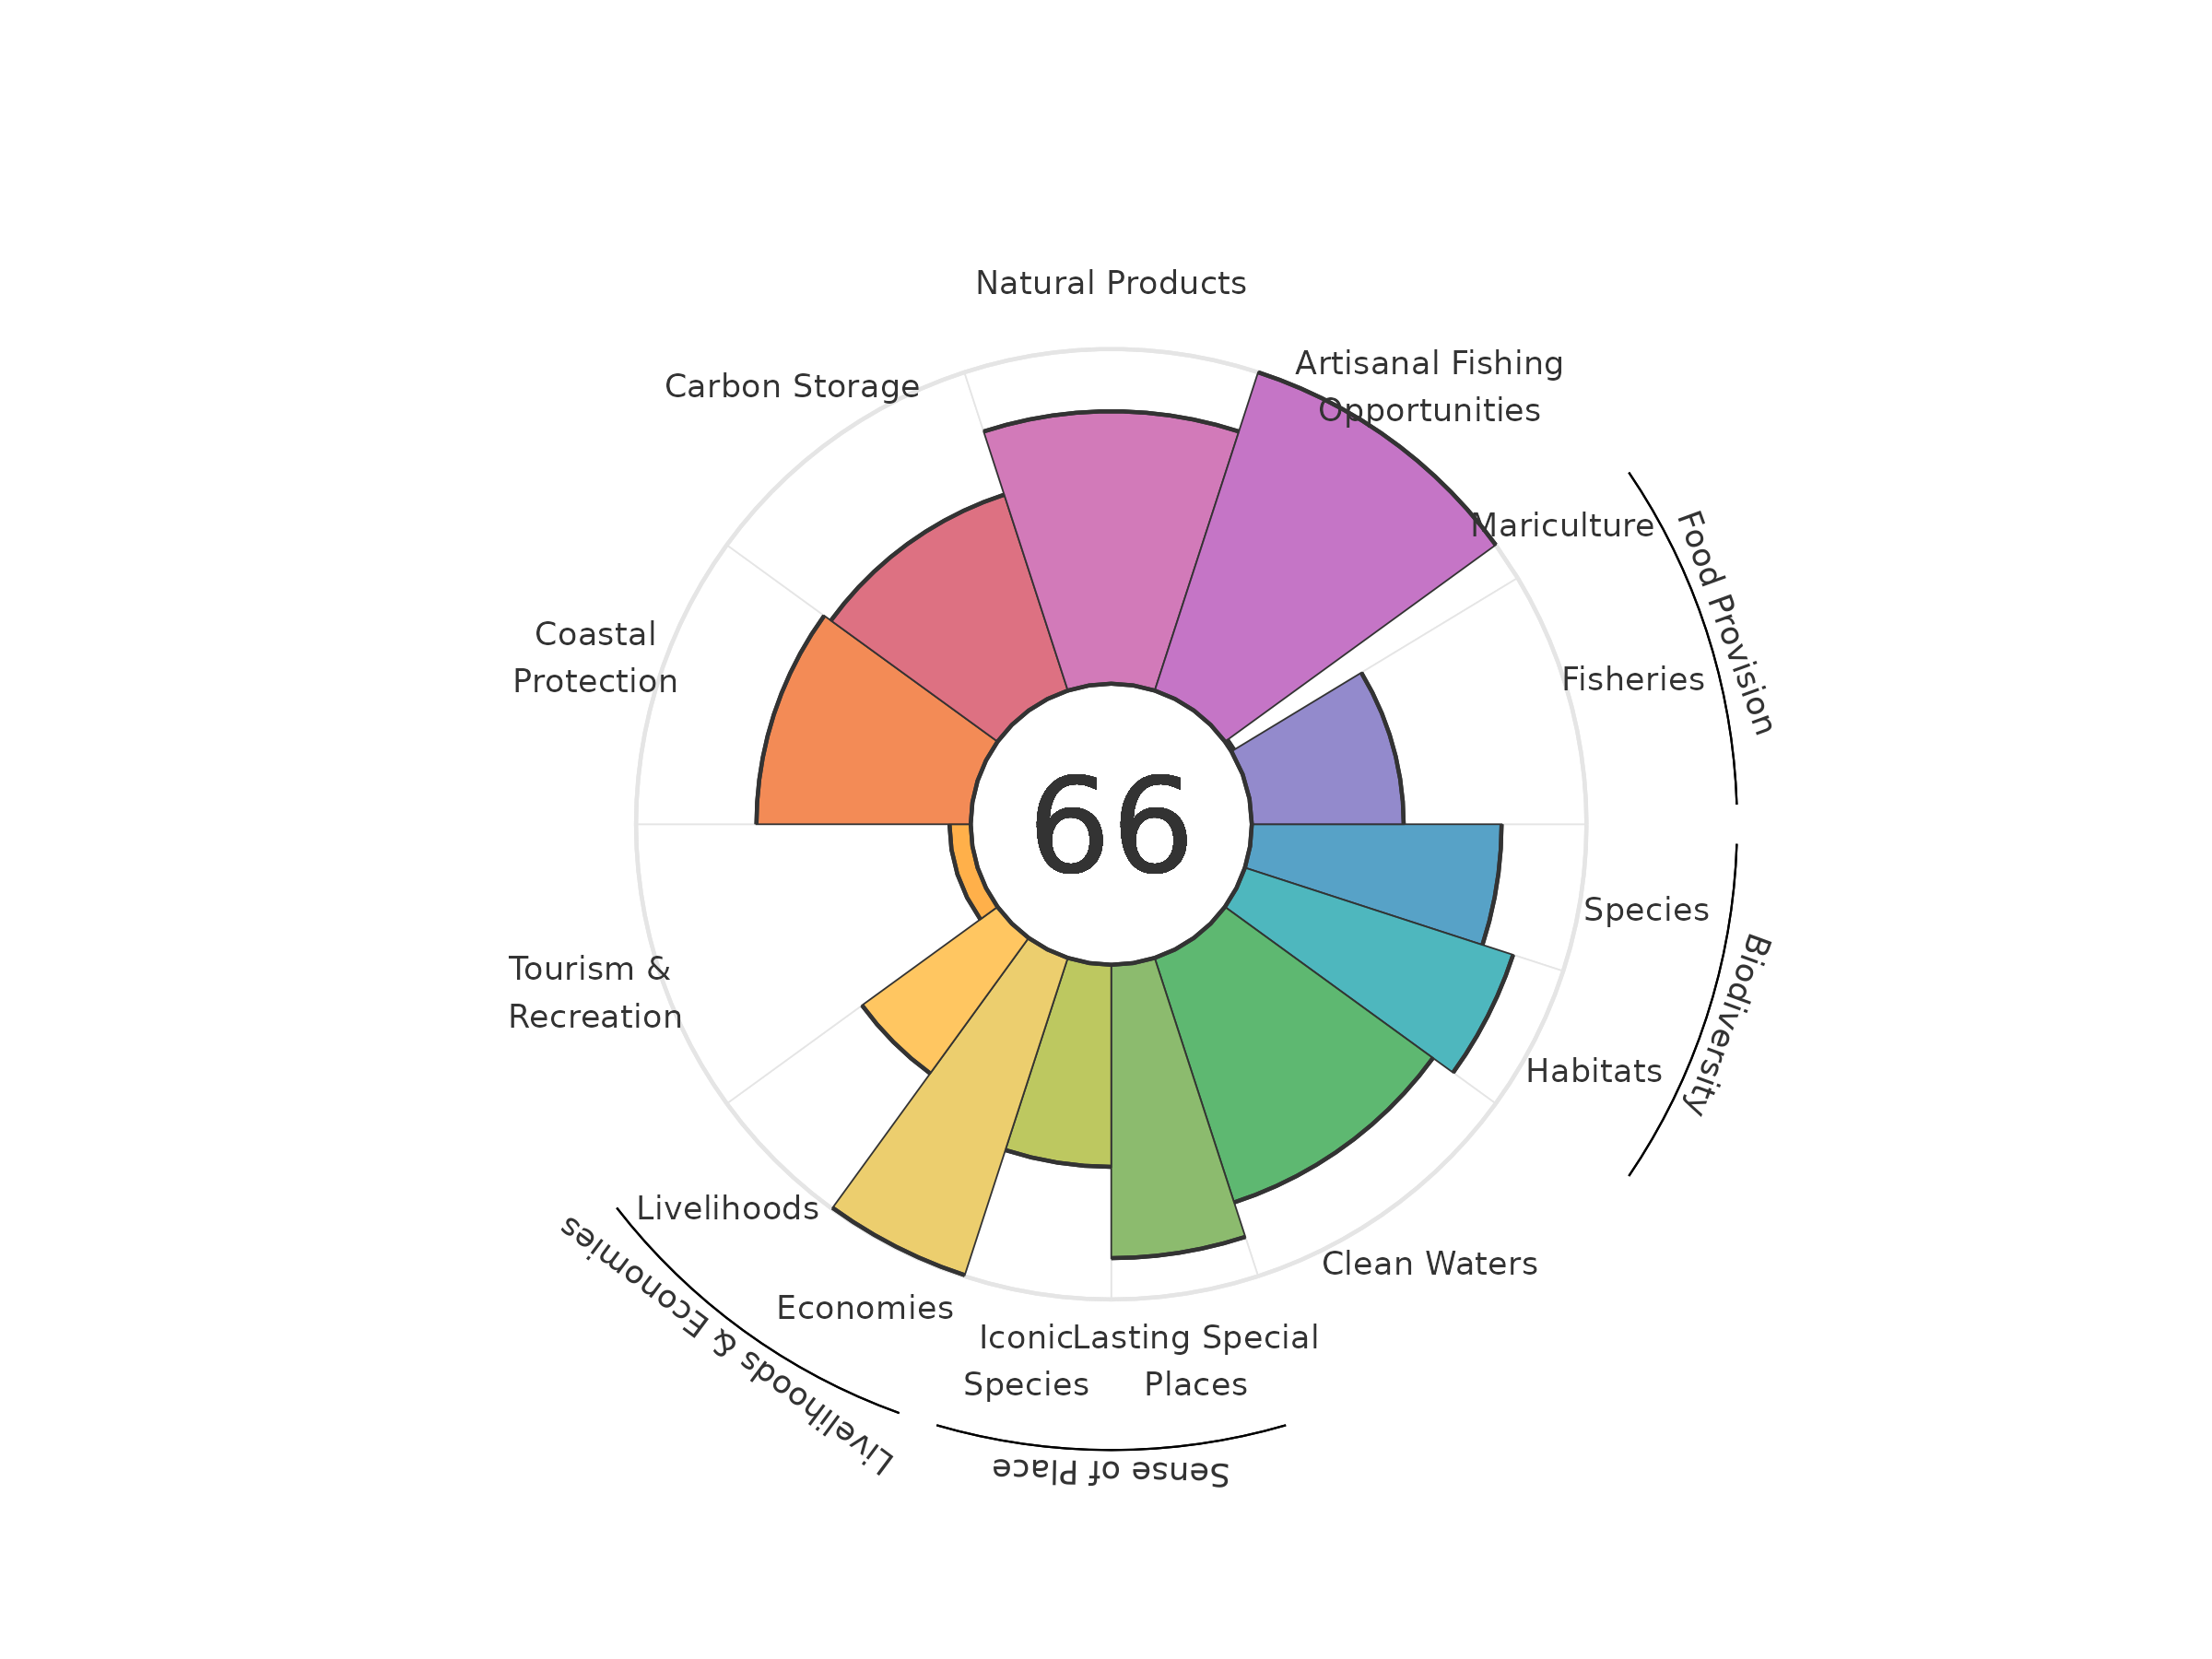 Natural Products
Artisanal Fishing
Opportunities
Carbon Storage
Mariculture
Food Provision
Fisheries
Coastal
Protection
66
Species
Biodiversity
Tourism &
Recreation
Habitats
Livelihoods
Clean Waters
Economies
Livelihoods & Economies
Iconic
Species
Lasting Special
Places
Sense of Place